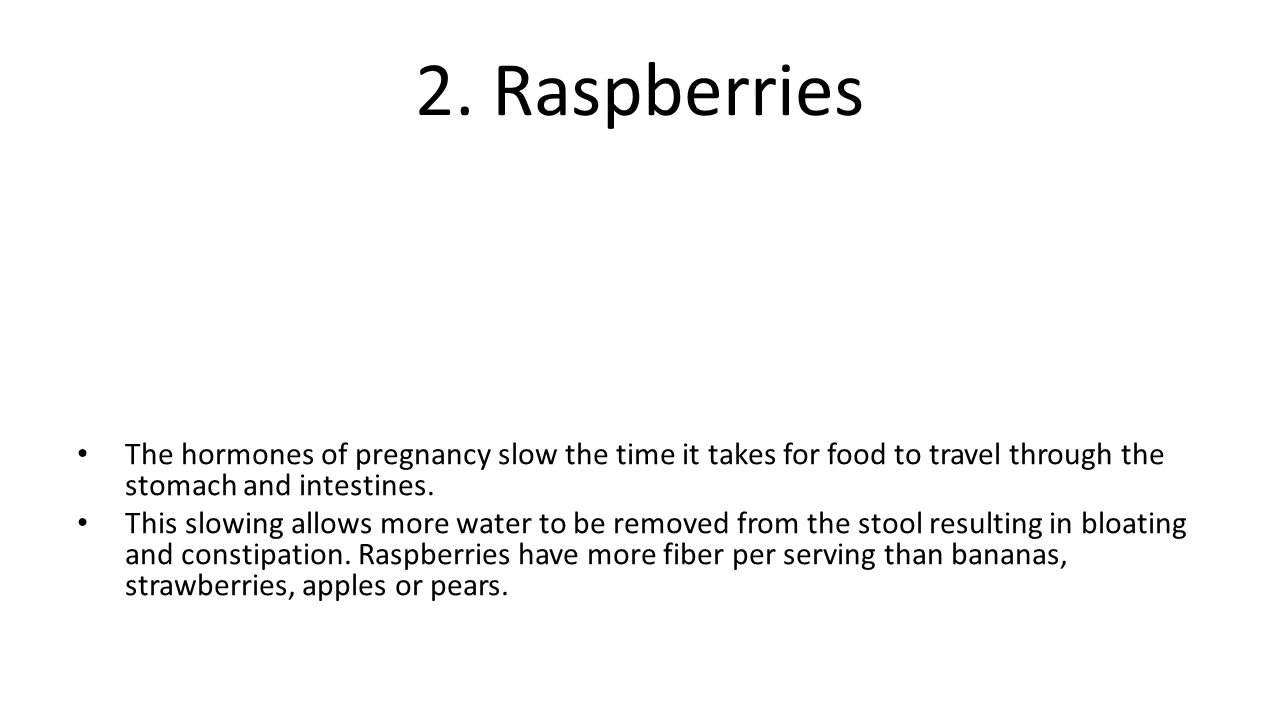 2. Raspberries
• The hormones of pregnancy slow the time it takes for food to travel through the
stomach and intestines.
• This slowing allows more water to be removed from the stool resulting in bloating
and constipation. Raspberries have more fiber per serving than bananas,
strawberries, apples or pears.